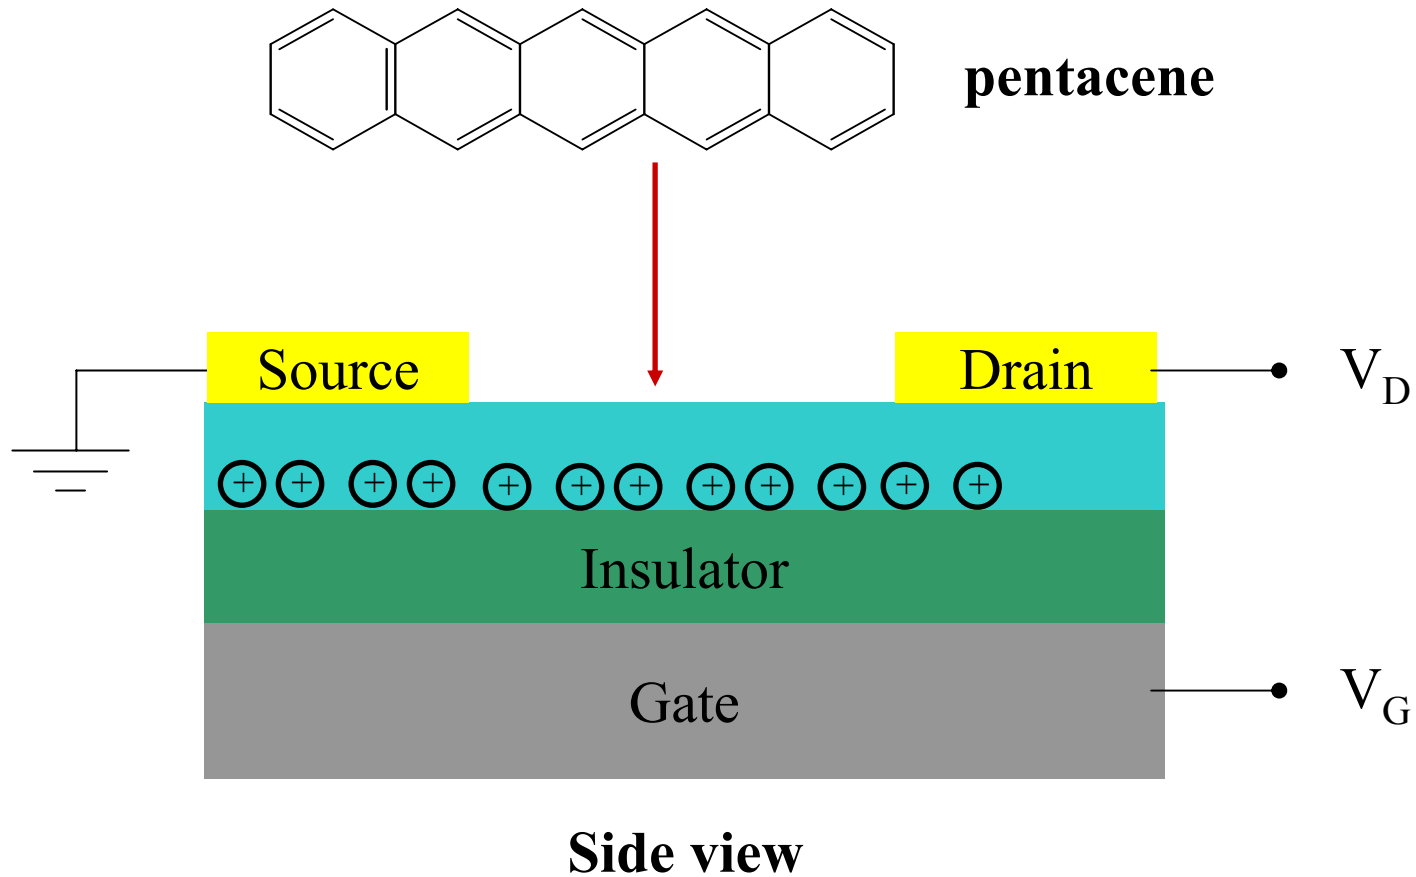 pentacene
Source
Drain
V_D
+ + + + + + + + + + + +
Insulator
Gate
V_G
Side view